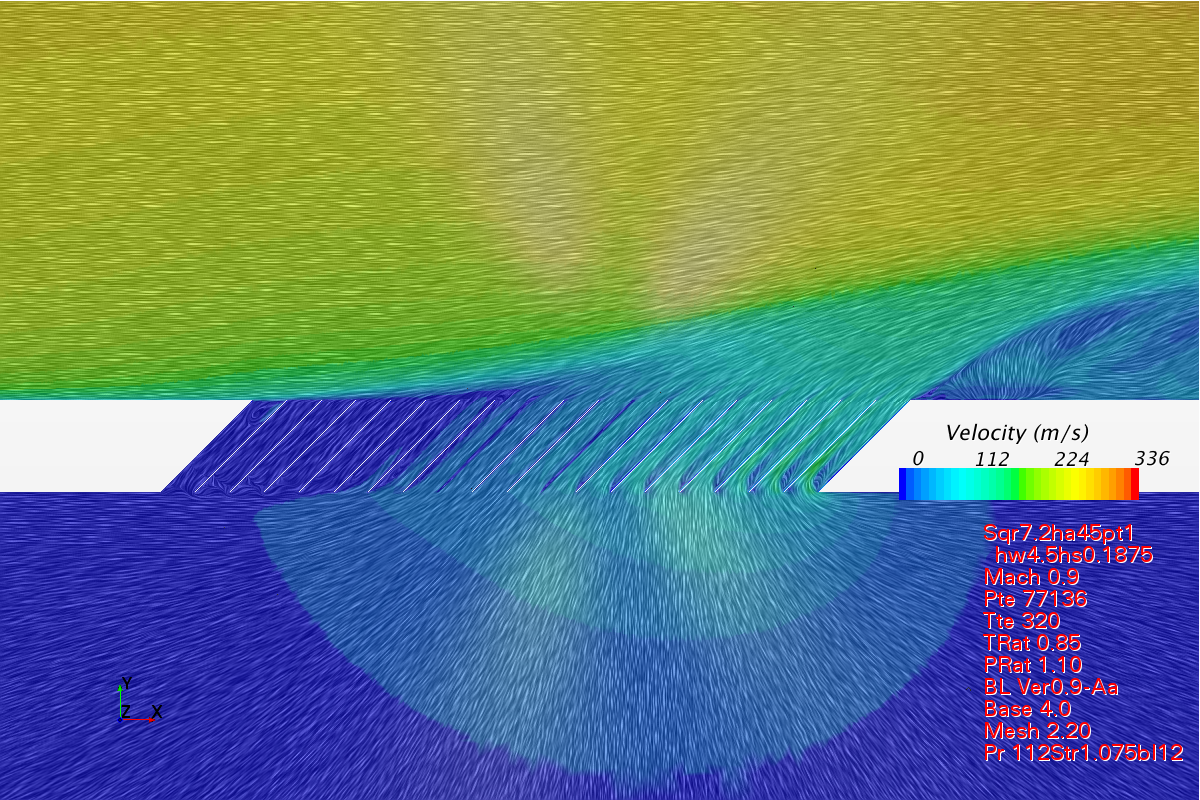 Velocity (m/s)
0 112 224 336
Sqr7.2ha45pt1
hw4.5hs0.1875
Mach 0.9
Pte 77136
Tte 320
TRat 0.85
PRat 1.10
BL Ver0.9-Aa
Base 4.0
Mesh 2.20
Pr 112Str1.075bl12
Y
Z X